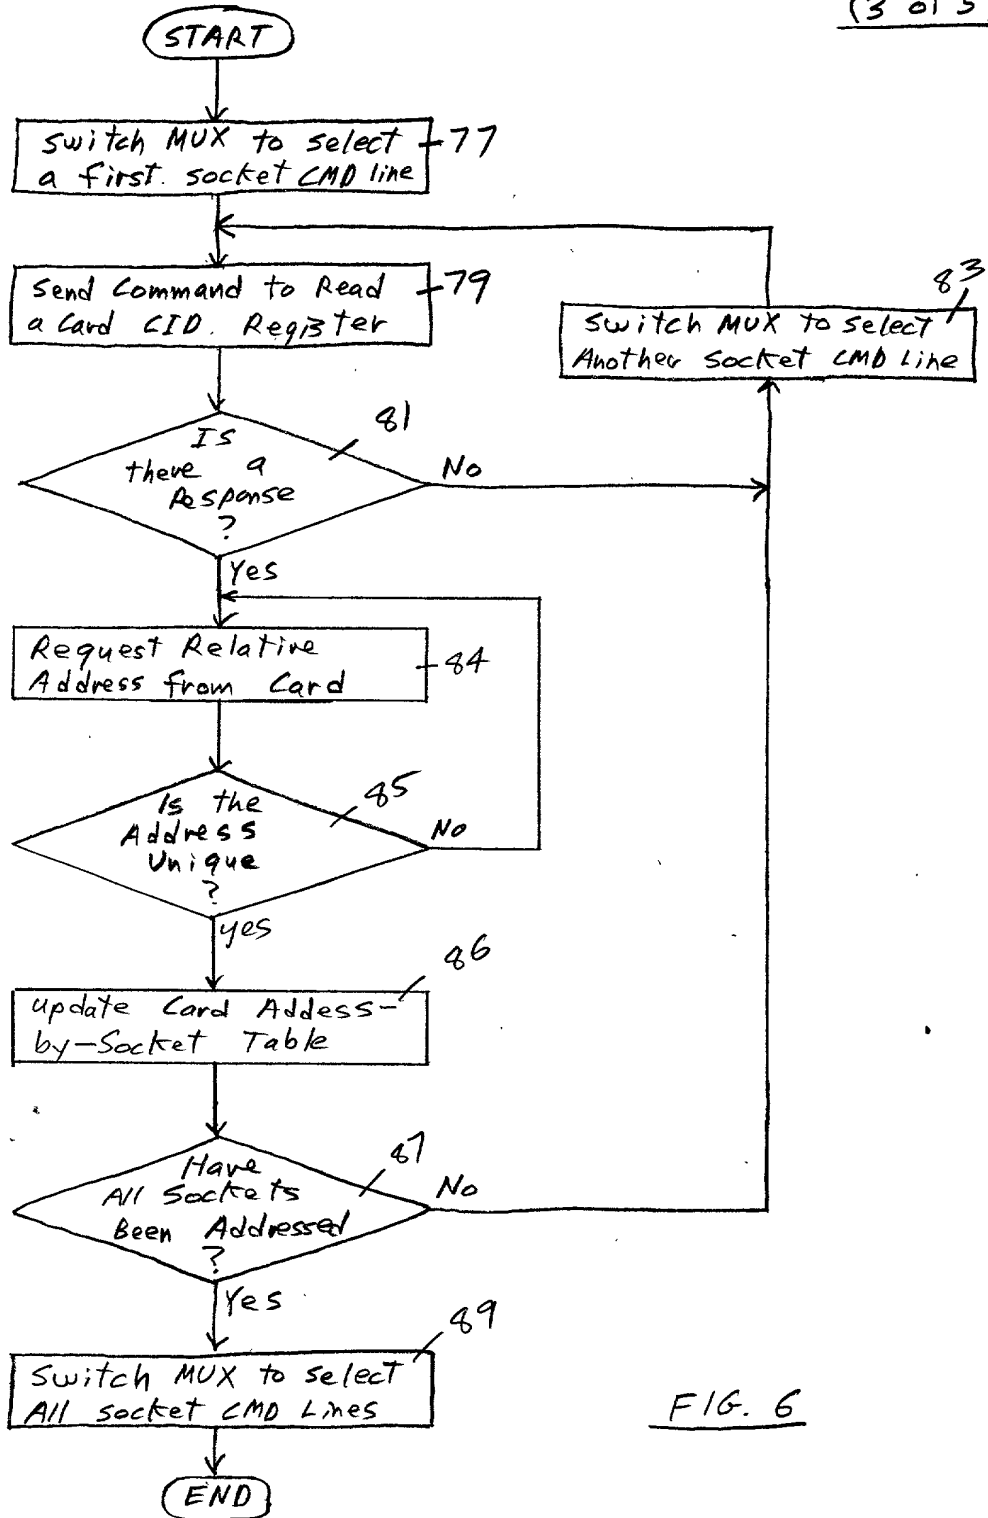 (3 of 5
START
Switch MUX to select
a first. socket CMD line
77
Send Command to Read
a Card CID. Register
79
83
Switch MUX to select
Another Socket CMD Line
Is
there a
Response
?
81
No
Yes
Request Relative
Address from Card
84
Is the
Address
Unique
?
85
No
yes
86
update Card Addess-
by-Socket Table
Have
All Sockets
Been Addressed
?
87
No
Yes
89
Switch MUX to select
All socket CMD Lines
END
FIG. 6